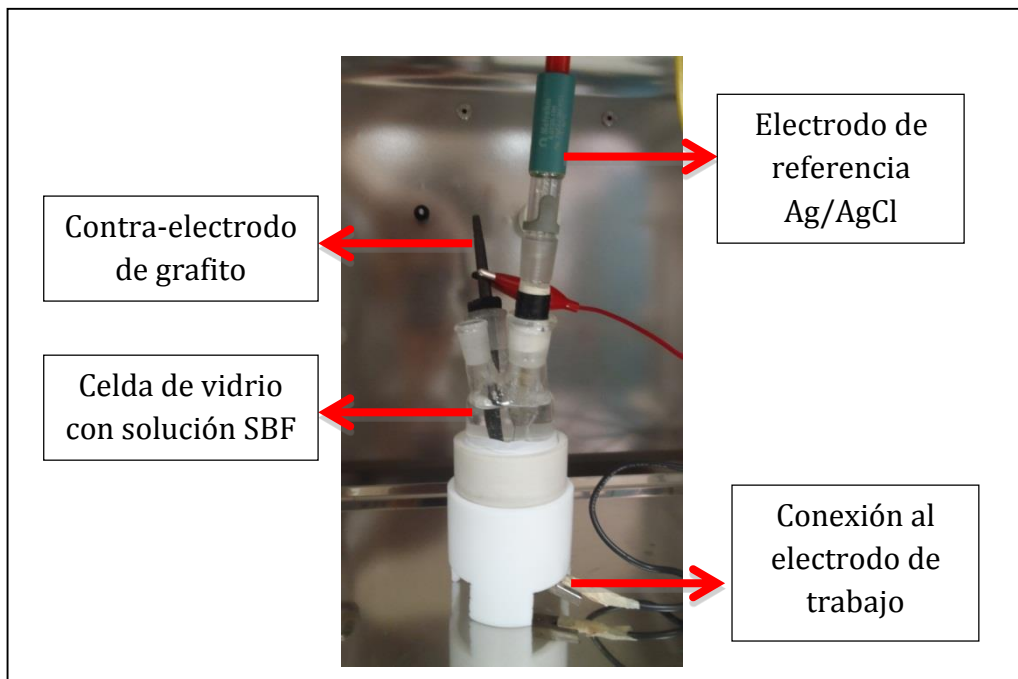 Electrodo de
referencia
Ag/AgCl
Contra-electrodo
de grafito
Celda de vidrio
con solución SBF
Conexión al
electrodo de
trabajo